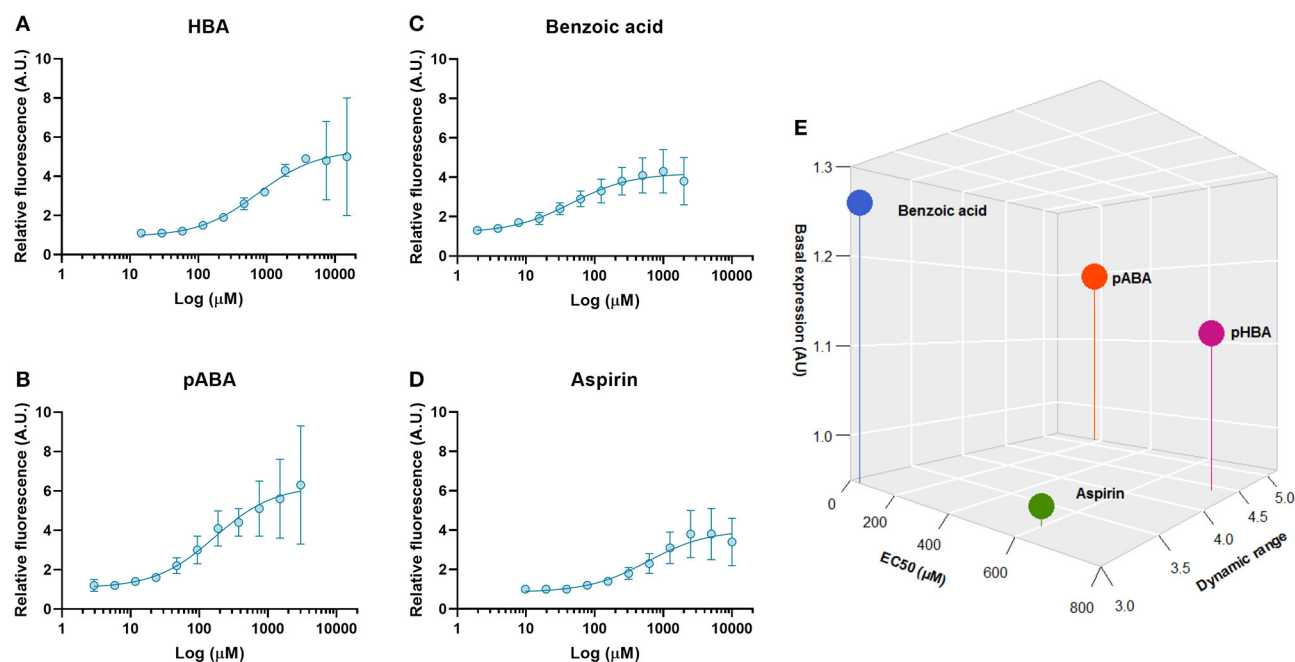 A
HBA
Relative fluorescence (A.U.)
10
8
6
4
2
0
1 10 100 1000 10000
Log (μM)
B
pABA
Relative fluorescence (A.U.)
10
8
6
4
2
0
1 10 100 1000 10000
Log (μM)
C
Benzoic acid
Relative fluorescence (A.U.)
10
8
6
4
2
0
1 10 100 1000 10000
Log (μM)
D
Aspirin
Relative fluorescence (A.U.)
10
8
6
4
2
0
1 10 100 1000 10000
Log (μM)
E
Basal expression (AU)
1.3
1.2
1.1
1.0
Benzoic acid
pABA
pHBA
Aspirin
0 200 400 600 800
EC50 (μM)
3.0 3.5 4.0 4.5 5.0
Dynamic range